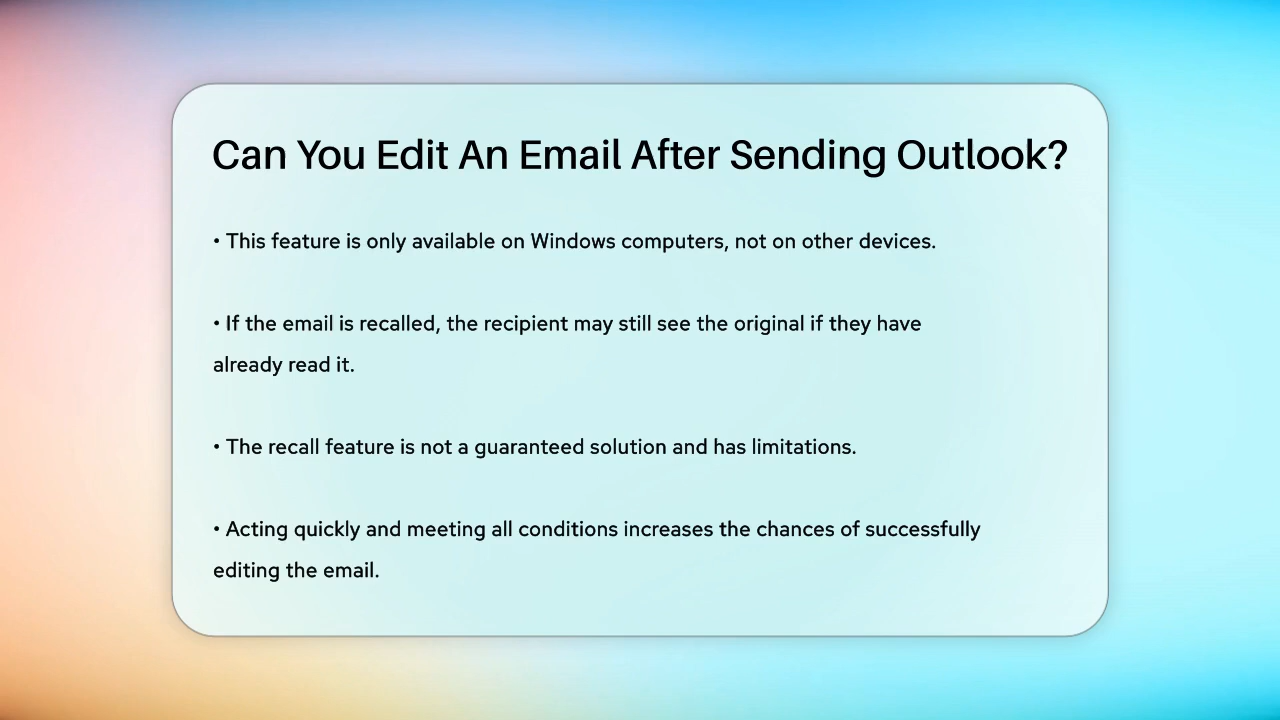 Can You Edit An Email After Sending Outlook?
• This feature is only available on Windows computers, not on other devices.
• If the email is recalled, the recipient may still see the original if they have
already read it.
• The recall feature is not a guaranteed solution and has limitations.
• Acting quickly and meeting all conditions increases the chances of successfully
editing the email.